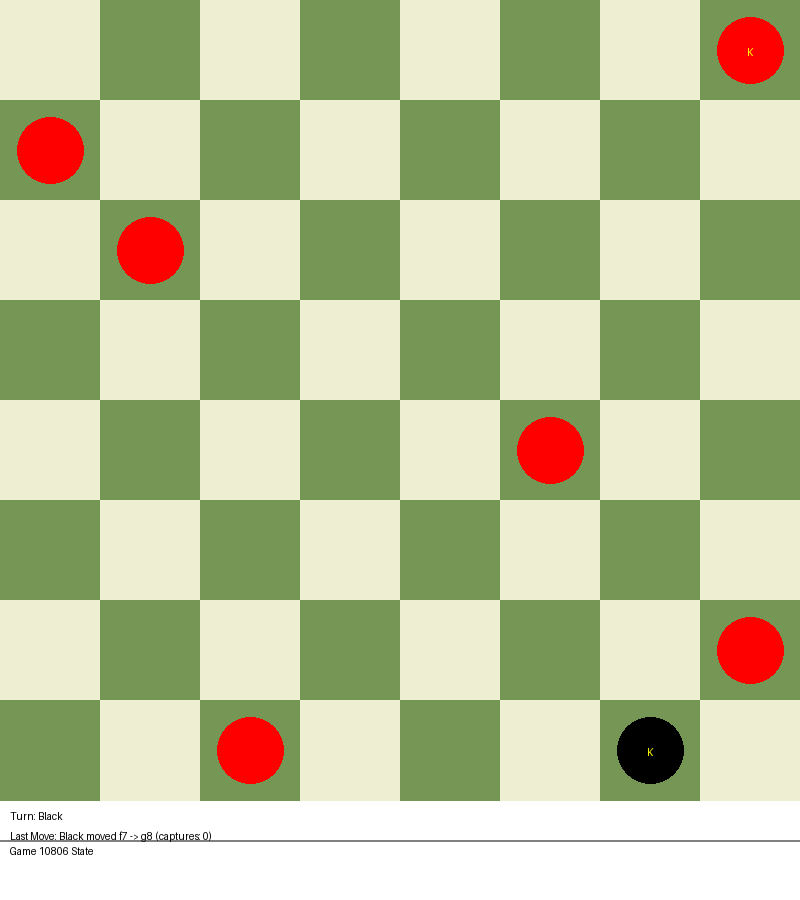 K
K
Turn: Black
Last Move: Black moved f7 -> g8 (captures: 0)
Game 10806 State